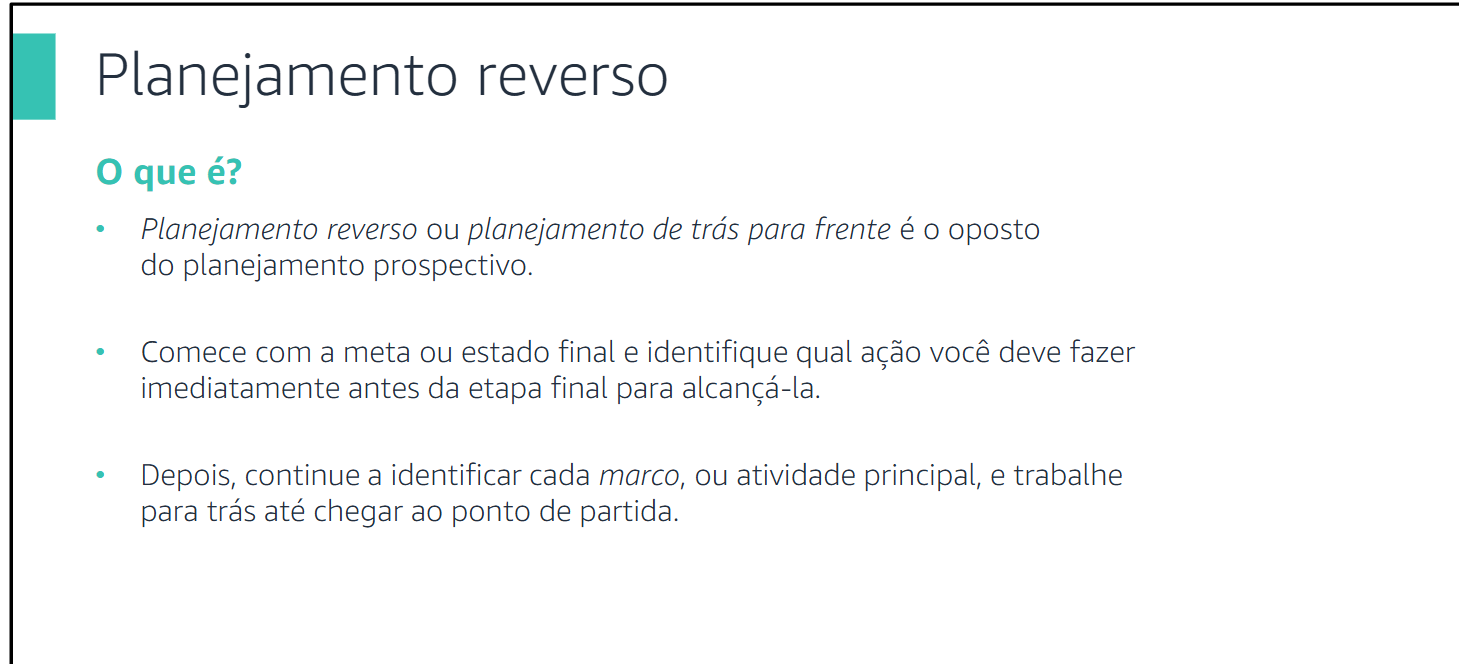 Planejamento reverso
O que é?
• Planejamento reverso ou planejamento de trás para frente é o oposto
do planejamento prospectivo.
• Comece com a meta ou estado final e identifique qual ação você deve fazer
imediatamente antes da etapa final para alcançá-la.
• Depois, continue a identificar cada marco, ou atividade principal, e trabalhe
para trás até chegar ao ponto de partida.